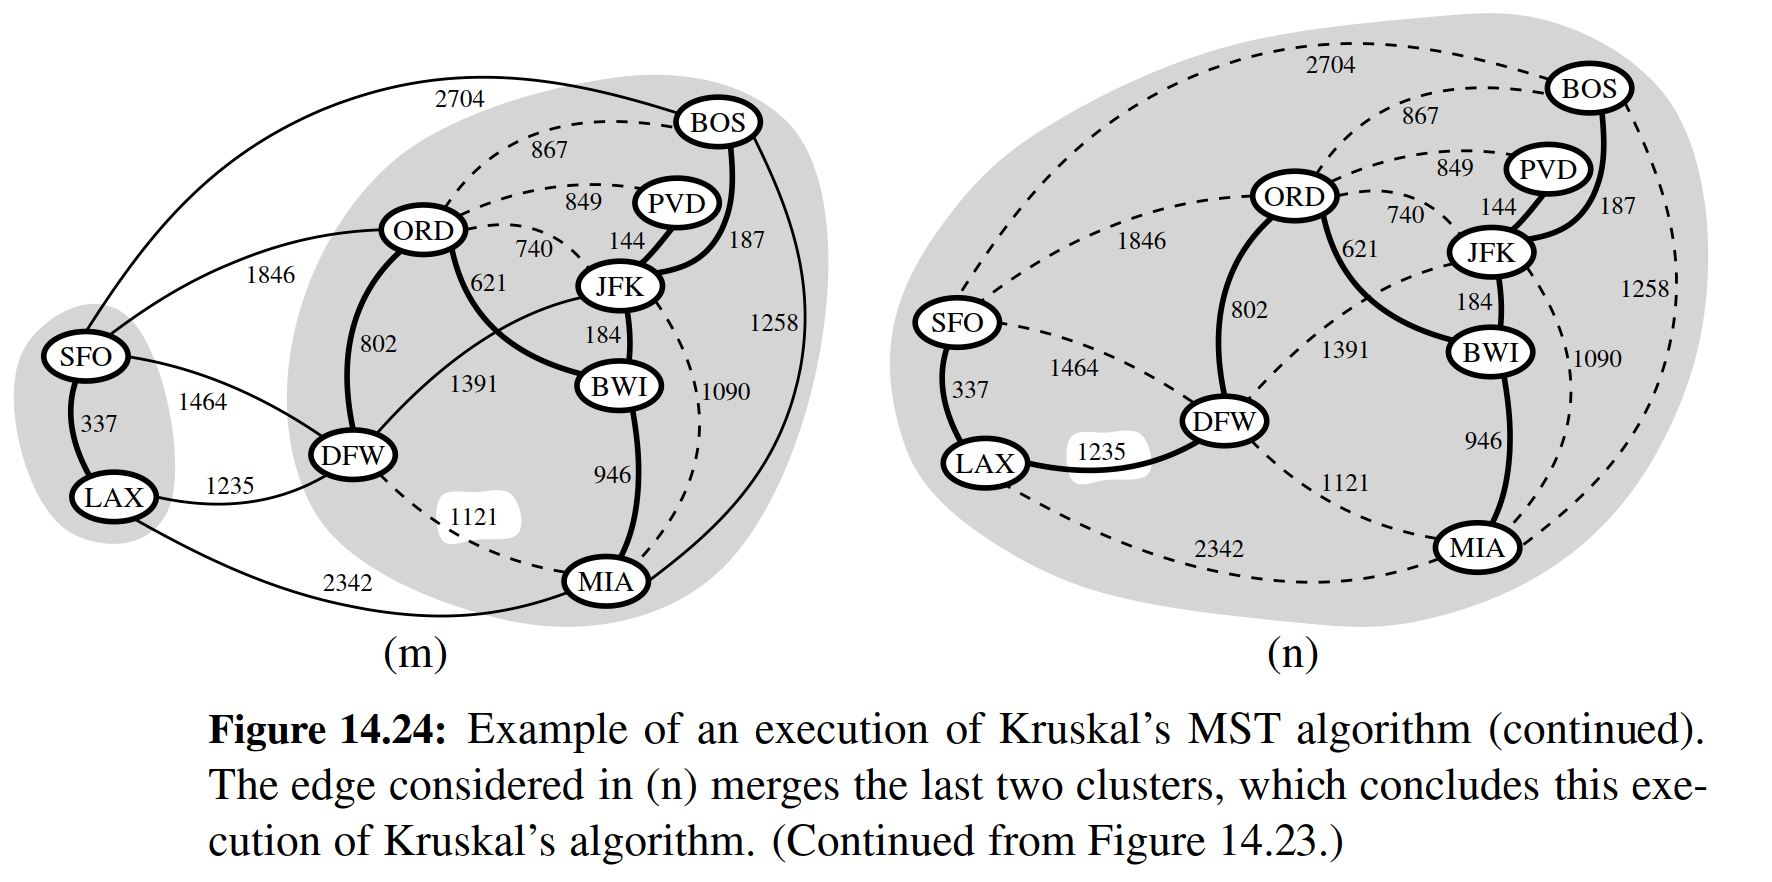 2704
BOS
867
PVD
849
ORD
144
187
740
JFK
1846
621
1258
184
SFO
802
BWI
1391
1090
1464
337
DFW
946
1235
LAX
1121
MIA
2342
(m)
2704
BOS
867
PVD
849
ORD
144
187
740
JFK
1846
621
1258
184
SFO
802
BWI
1391
1090
1464
337
DFW
946
1235
LAX
1121
MIA
2342
(n)
Figure 14.24: Example of an execution of Kruskal’s MST algorithm (continued).
The edge considered in (n) merges the last two clusters, which concludes this exe-
cution of Kruskal’s algorithm. (Continued from Figure 14.23.)